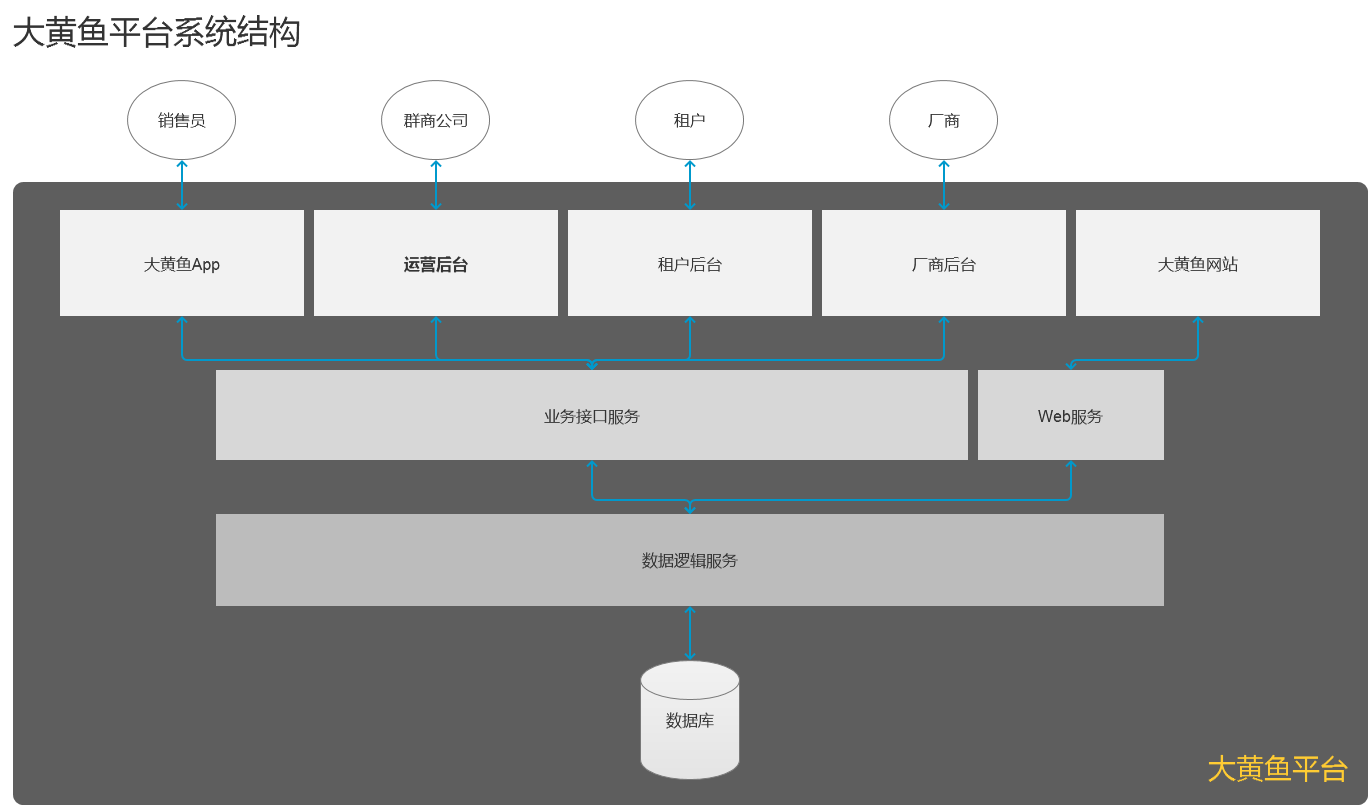 大黄鱼平台系统结构
销售员
群商公司
租户
厂商
大黄鱼App
运营后台
租户后台
厂商后台
大黄鱼网站
业务接口服务
Web服务
数据逻辑服务
数据库
大黄鱼平台